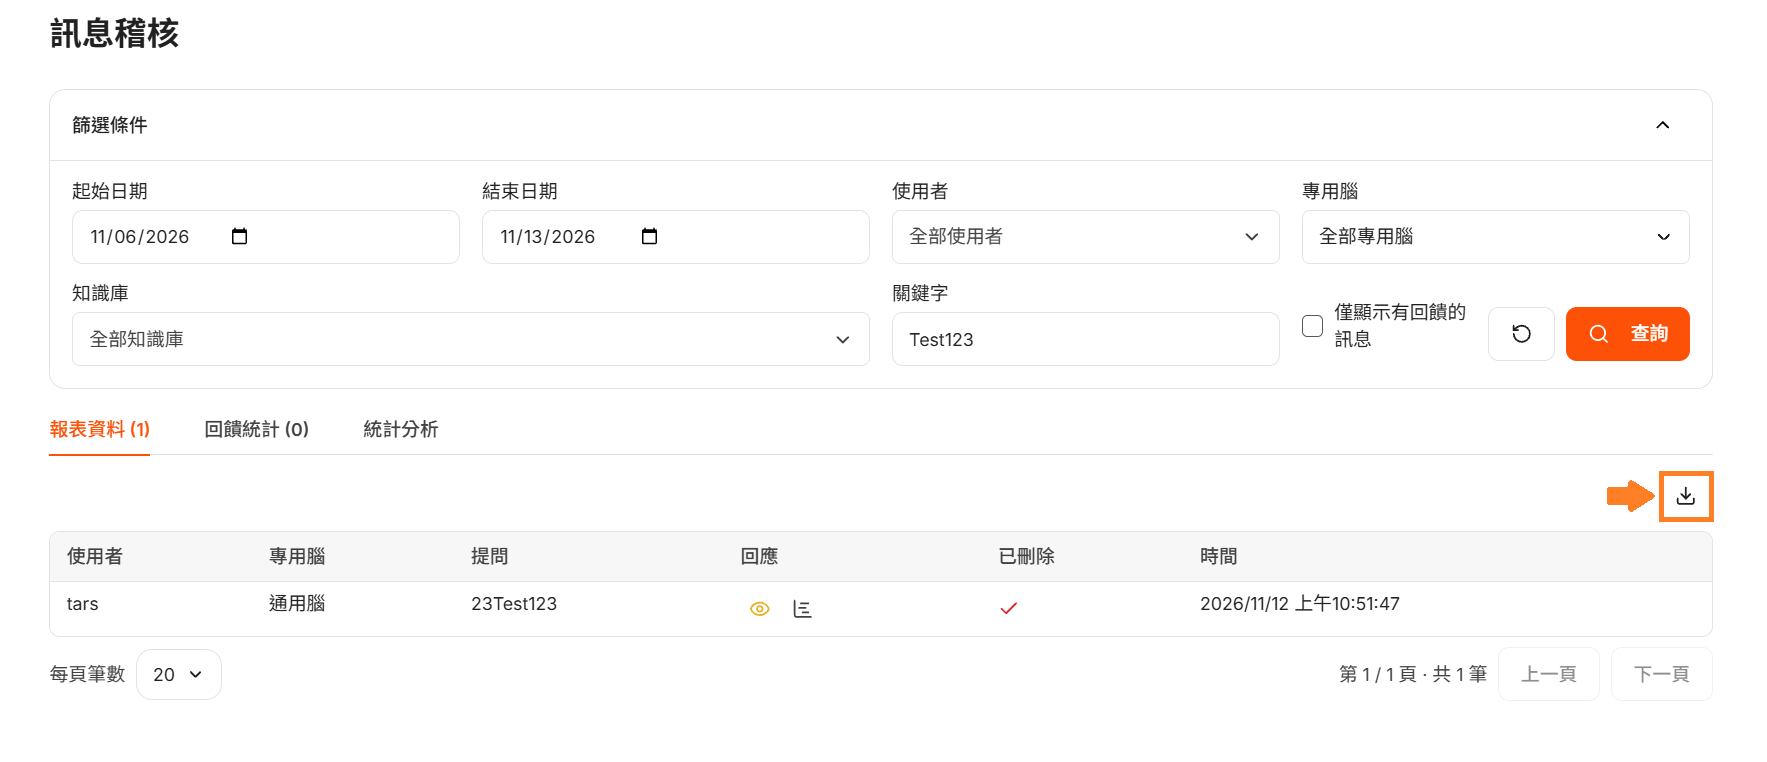 訊息稽核
篩選條件
起始日期
結束日期
使用者
專用腦
11/06/2026
11/13/2026
全部使用者
全部專用腦
知識庫
關鍵字
全部知識庫
Test123
僅顯示有回饋的
訊息
查詢
報表資料 (1)
回饋統計 (0)
統計分析
使用者
專用腦
提問
回應
已刪除
時間
tars
通用腦
23Test123
2026/11/12 上午10:51:47
每頁筆數
20
第 1 / 1 頁 · 共 1 筆
上一頁
下一頁